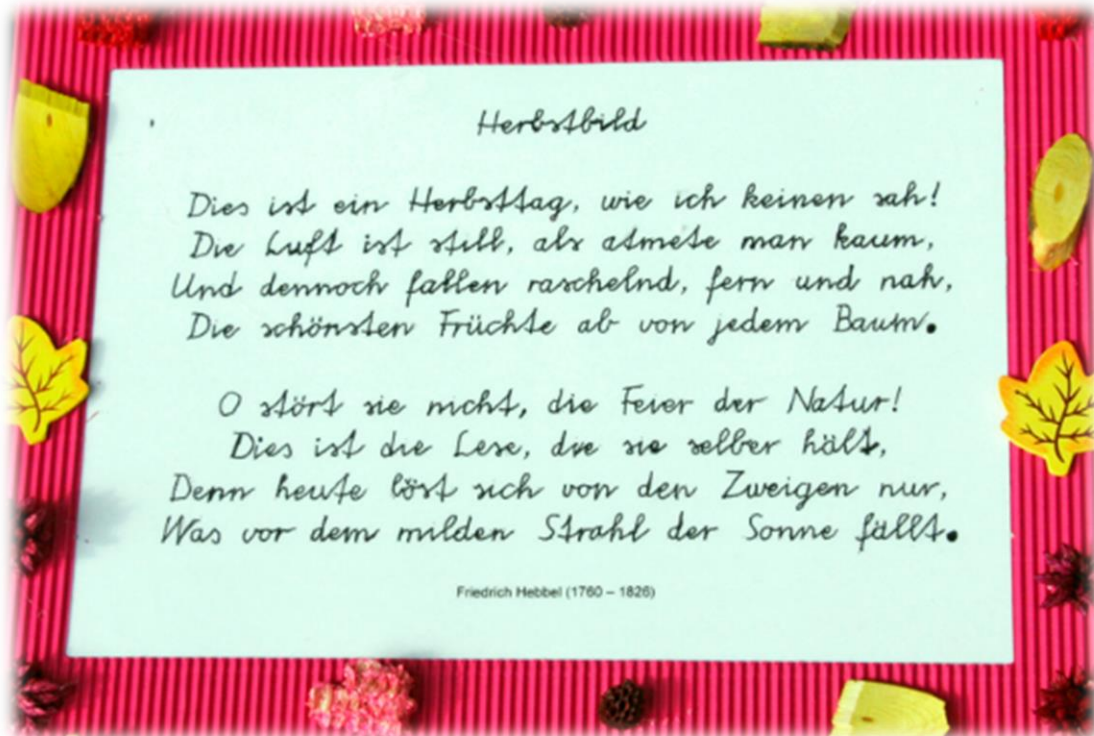 Herbstbild
Dies ist ein Herbsttag, wie ich keinen sah!
Die Luft ist still, als atmete man kaum,
Und dennoch fallen raschelnd, fern und nah,
Die schönsten Früchte ab von jedem Baum.
O stört sie nicht, die Feier der Natur!
Dies ist die Lese, die sie selber hält,
Denn heute löst sich von den Zweigen nur,
Was vor dem milden Strahl der Sonne fällt.
Friedrich Hebbel (1760 – 1826)